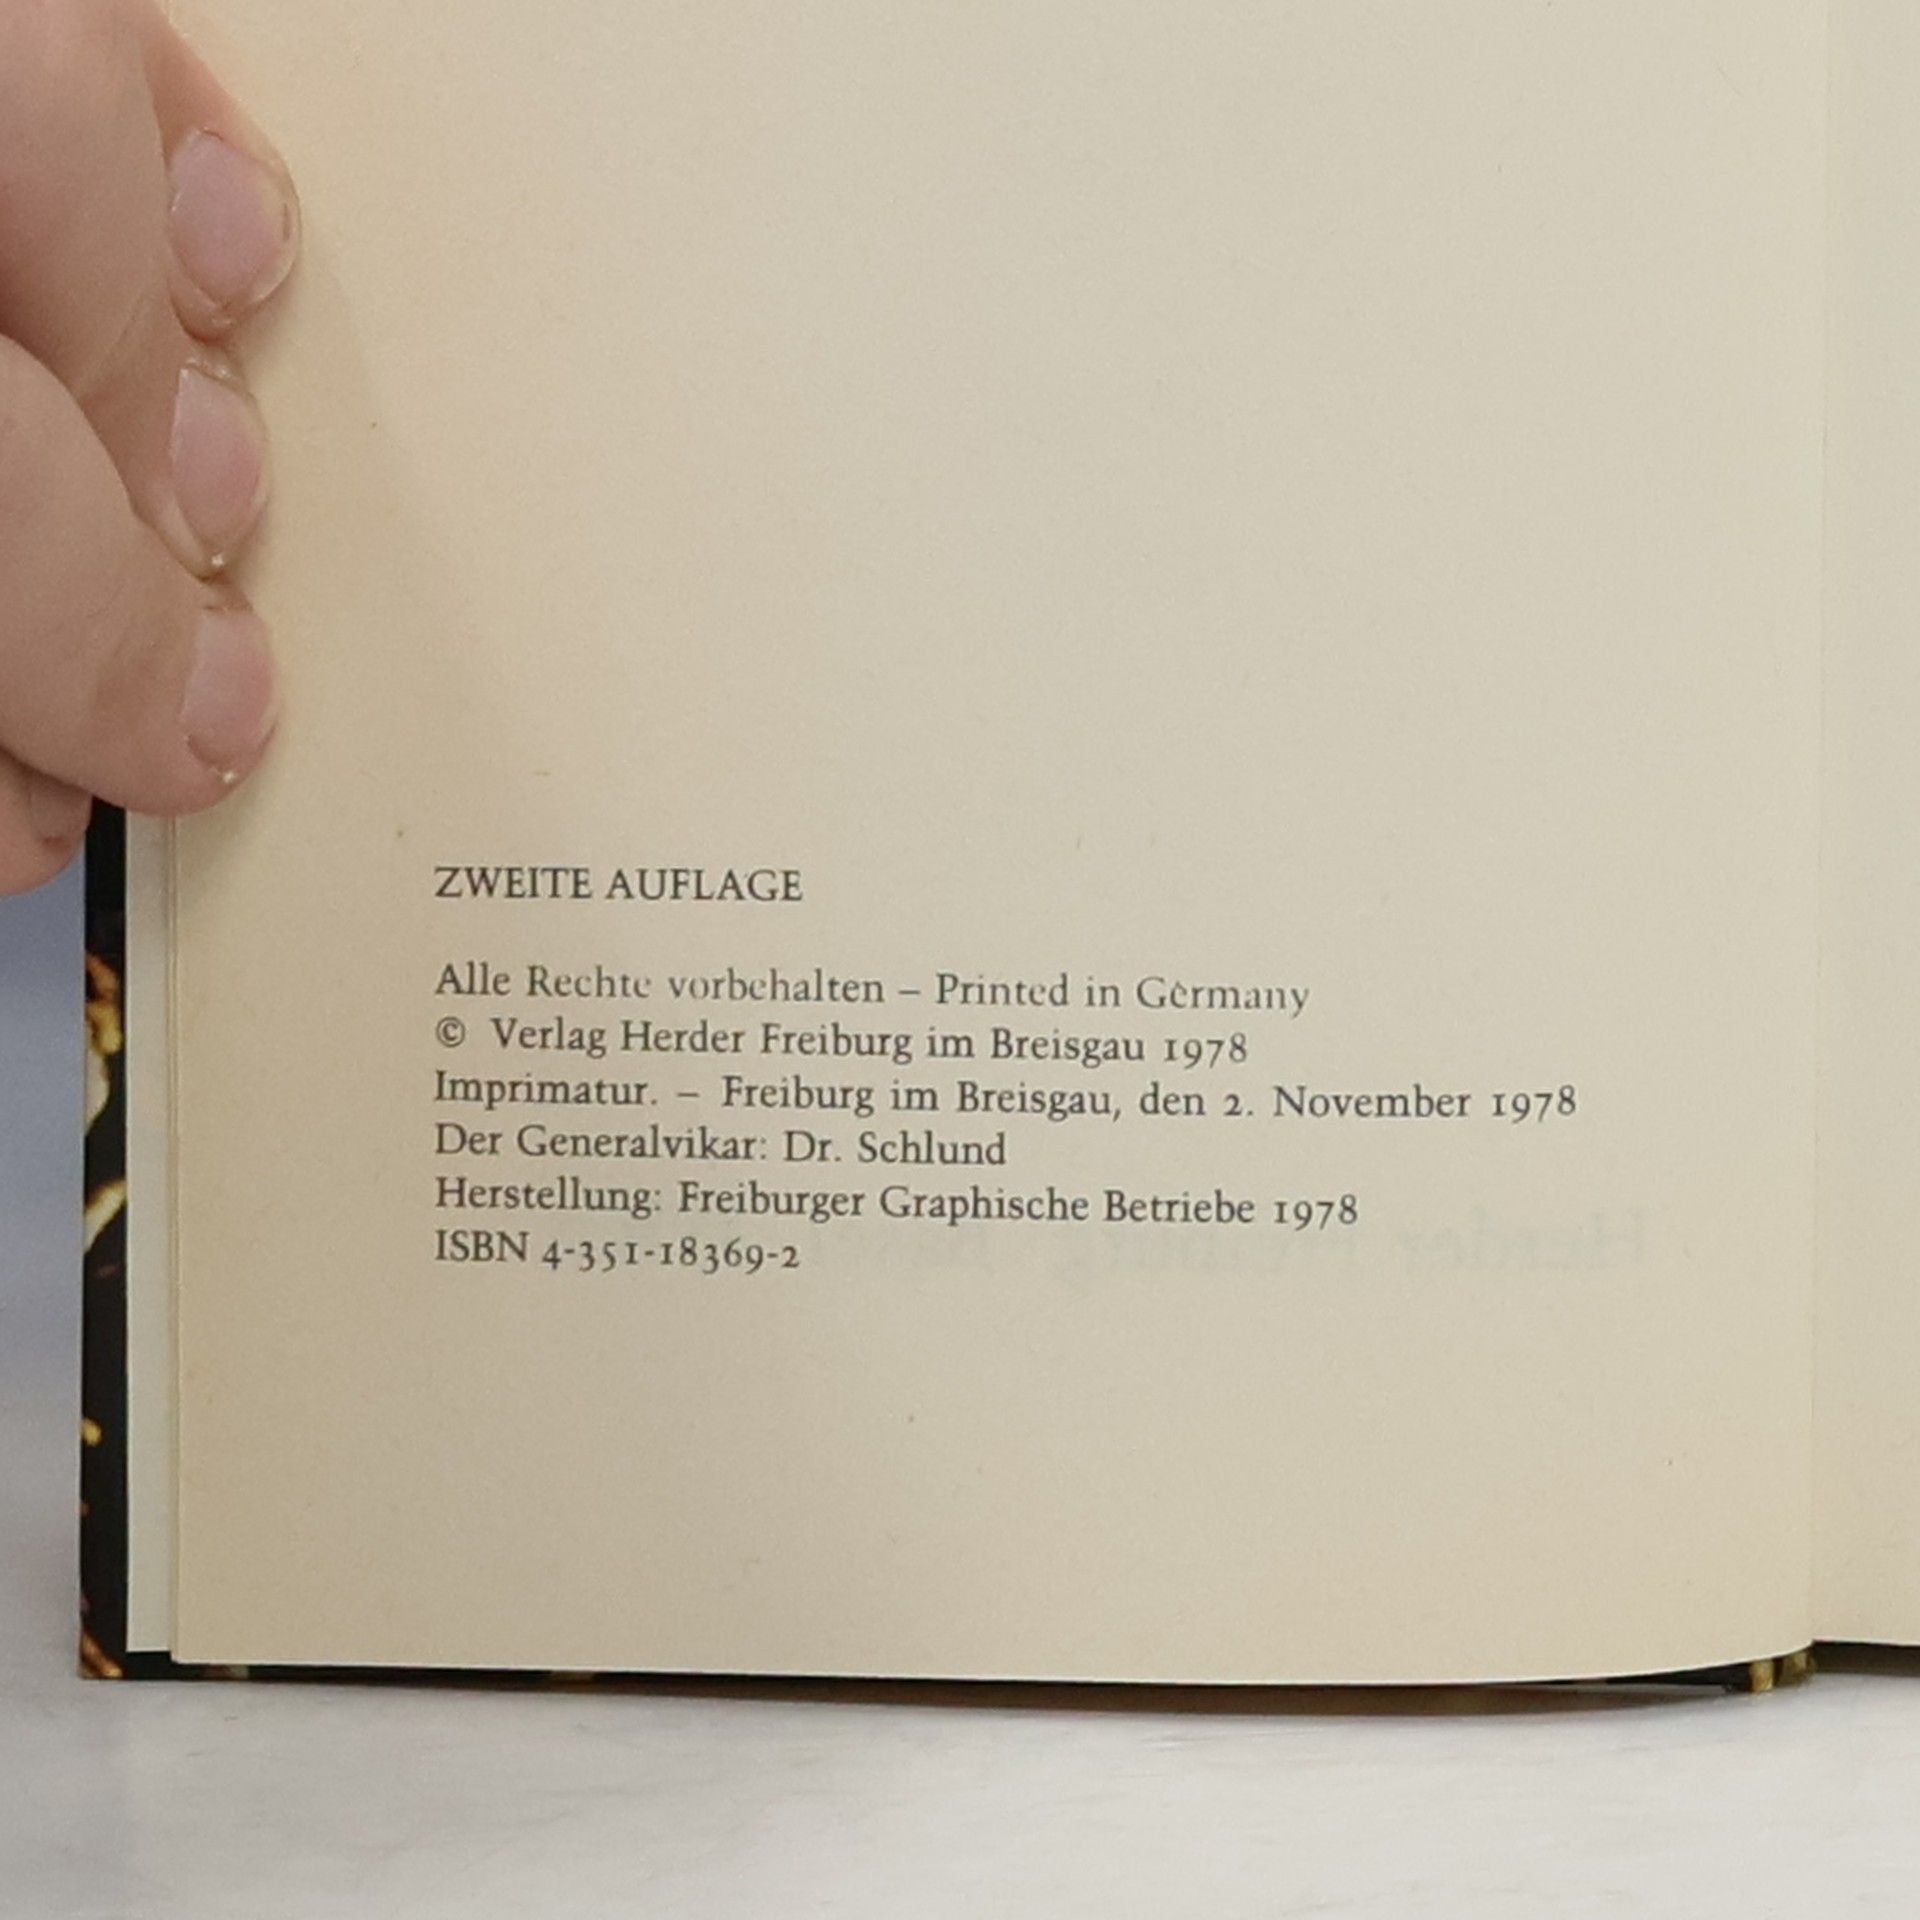 ZWEITE AUFLAGE
Alle Rechte vorbehalten – Printed in Germany
© Verlag Herder Freiburg im Breisgau 1978
Imprimatur. – Freiburg im Breisgau, den 2. November 1978
Der Generalvikar: Dr. Schlund
Herstellung: Freiburger Graphische Betriebe 1978
ISBN 4-351-18369-2